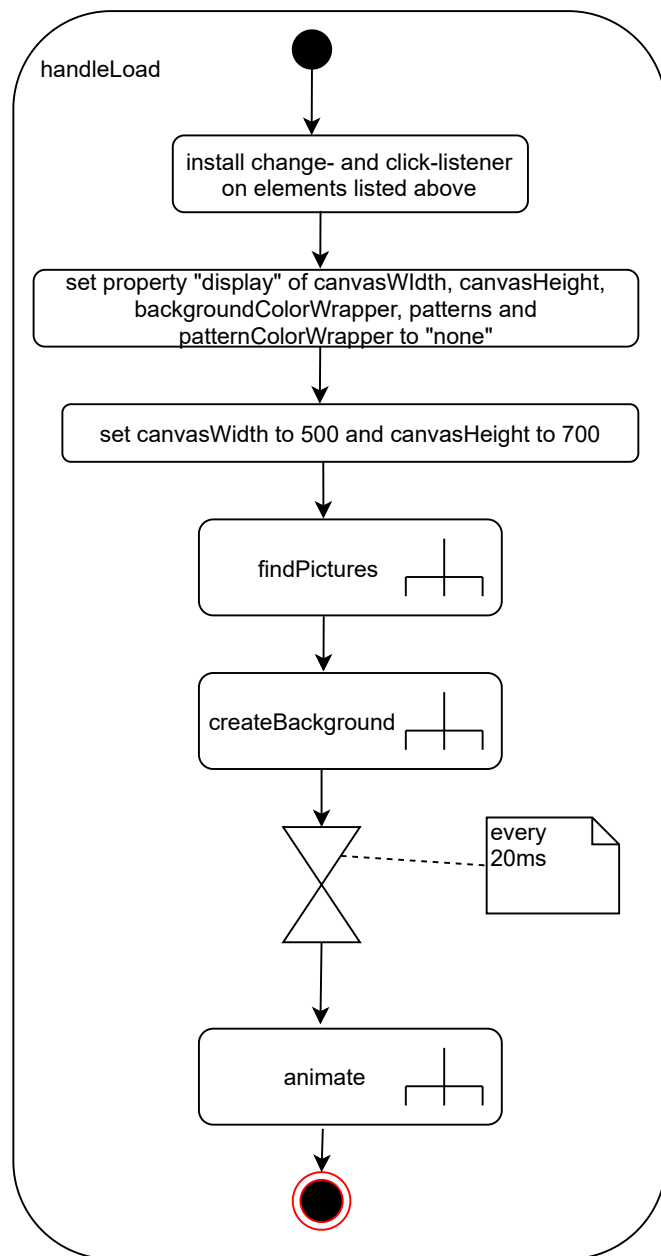 handleLoad
install change- and click-listener
on elements listed above
set property "display" of canvasWIdth, canvasHeight,
backgroundColorWrapper, patterns and
patternColorWrapper to "none"
set canvasWidth to 500 and canvasHeight to 700
findPictures
createBackground
every
20ms
animate